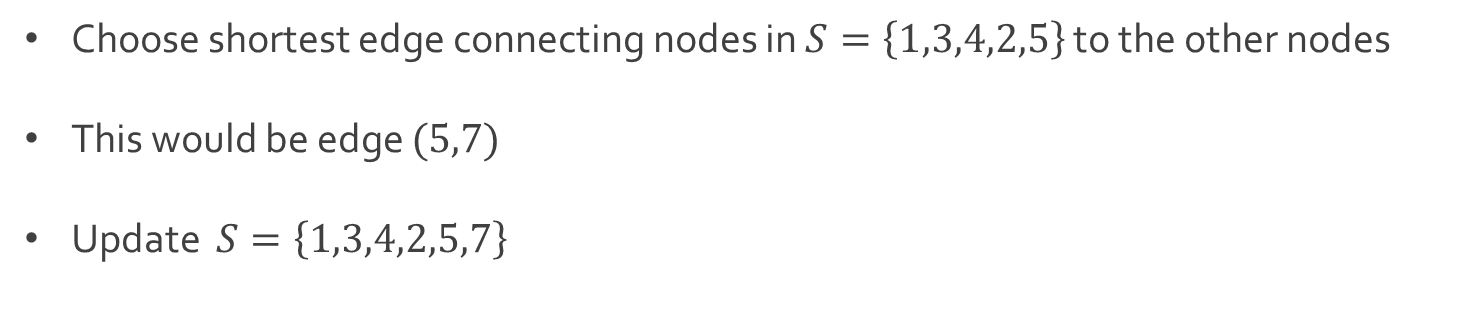 • Choose shortest edge connecting nodes in S = {1,3,4,2,5} to the other nodes
• This would be edge (5,7)
• Update S = {1,3,4,2,5,7}